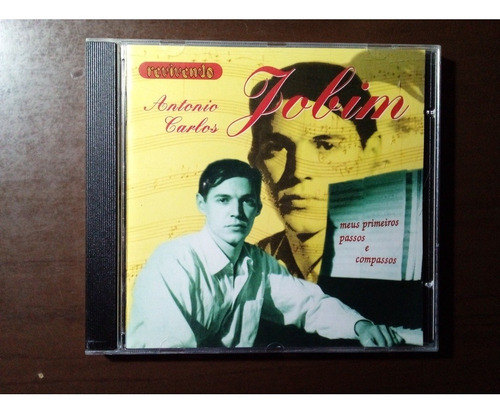 revivendo
Antonio
Carlos
Jobim
meus primeiros
passos
e
compassos